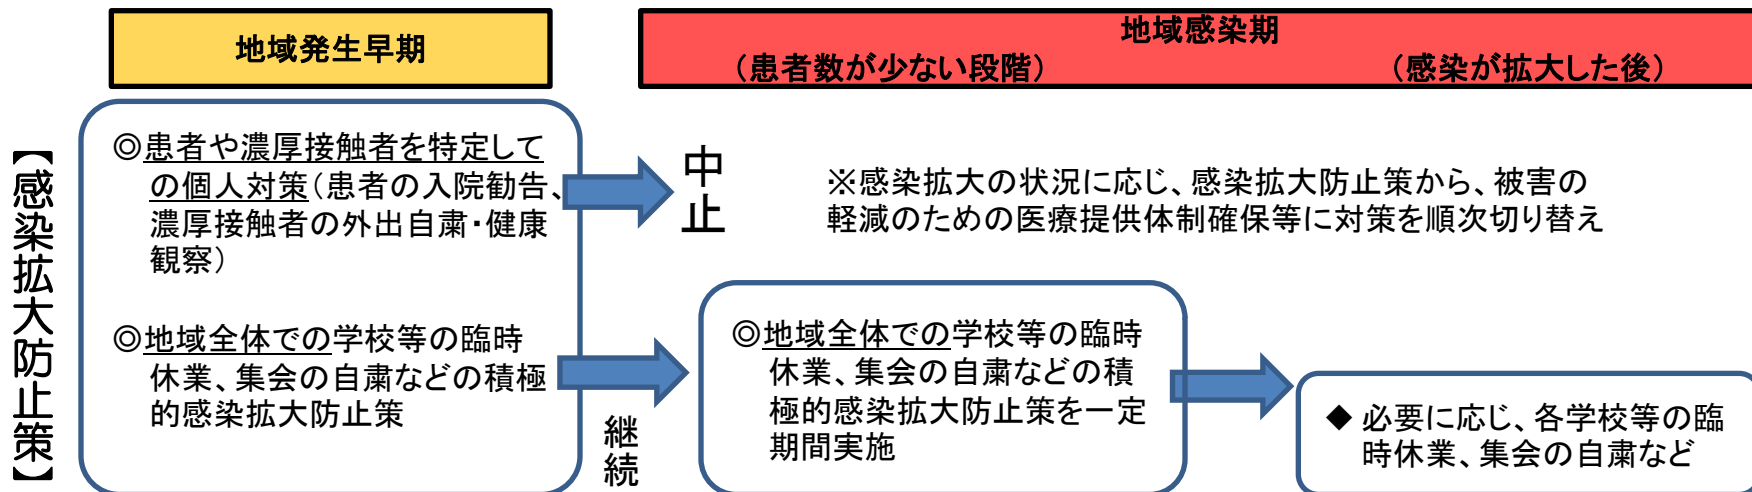 地域発生早期
地域感染期
（患者数が少ない段階）
（感染が拡大した後）
【感染拡大防止策】
◎患者や濃厚接触者を特定して
の個人対策（患者の入院勧告、
濃厚接触者の外出自粛・健康
観察）
中止
※感染拡大の状況に応じ、感染拡大防止策から、被害の
軽減のための医療提供体制確保等に対策を順次切り替え
◎地域全体での学校等の臨時
休業、集会の自粛などの積極
的感染拡大防止策
継続
◎地域全体での学校等の臨時
休業、集会の自粛などの積
極的感染拡大防止策を一定
期間実施
◆ 必要に応じ、各学校等の臨
時休業、集会の自粛など